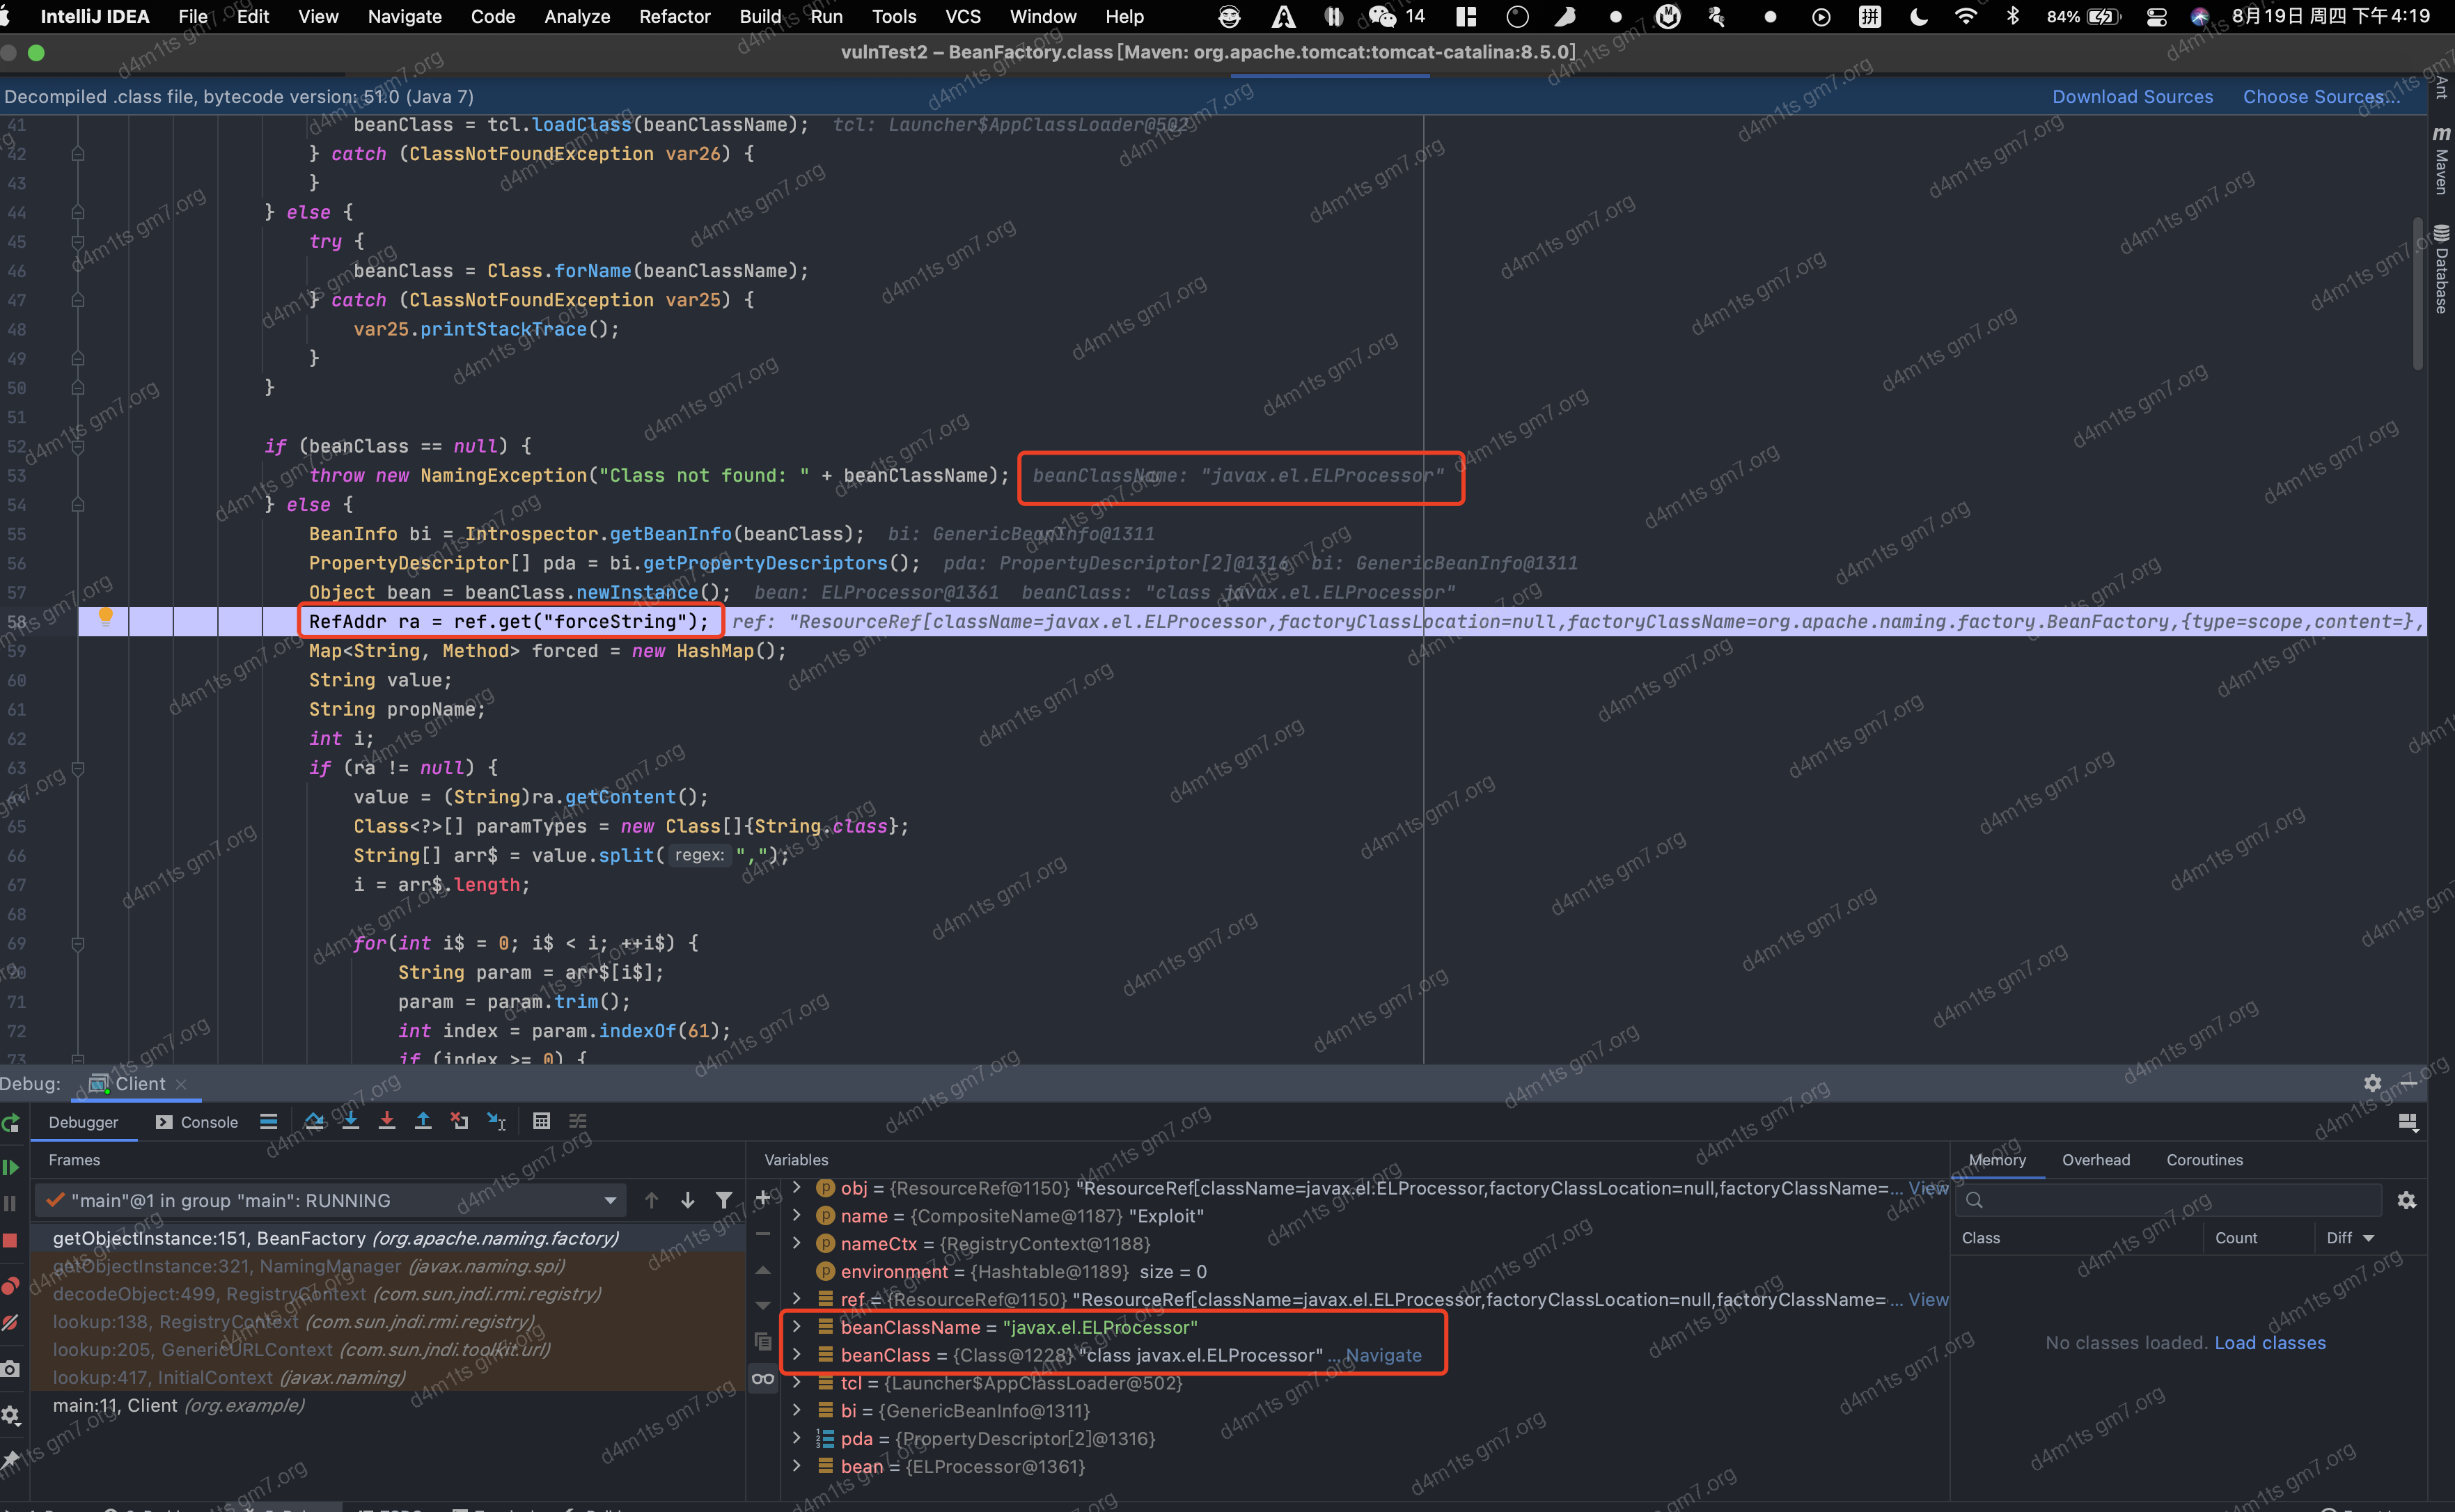 IntelliJ IDEA File Edit View Navigate Code Analyze Refactor Build Run Tools VCS Window Help 14 拼 84% 8月19日 周四 下午4:19
vulnTest2 – BeanFactory.class [Maven: org.apache.tomcat:tomcat-catalina:8.5.0]
Decompiled .class file, bytecode version: 51.0 (Java 7) Download Sources Choose Sources...
41 beanClass = tcl.loadClass(beanClassName); tcl: Launcher$AppClassLoader@502
42 } catch (ClassNotFoundException var26) {
43 }
44 } else {
45 try {
46 beanClass = Class.forName(beanClassName);
47 } catch (ClassNotFoundException var25) {
48 var25.printStackTrace();
49 }
50 }
51
52 if (beanClass == null) {
53 throw new NamingException("Class not found: " + beanClassName); beanClassName: "javax.el.ELProcessor"
54 } else {
55 BeanInfo bi = Introspector.getBeanInfo(beanClass); bi: GenericBeanInfo@1311
56 PropertyDescriptor[] pda = bi.getPropertyDescriptors(); pda: PropertyDescriptor[2]@1316 bi: GenericBeanInfo@1311
57 Object bean = beanClass.newInstance(); bean: ELProcessor@1361 beanClass: "class javax.el.ELProcessor"
58 RefAddr ra = ref.get("forceString"); ref: "ResourceRef[className=javax.el.ELProcessor,factoryClassLocation=null,factoryClassName=org.apache.naming.factory.BeanFactory,{type=scope,content=},
59 Map<String, Method> forced = new HashMap();
60 String value;
61 String propName;
62 int i;
63 if (ra != null) {
64 value = (String)ra.getContent();
65 Class<?>[] paramTypes = new Class[]{String.class};
66 String[] arr$ = value.split( regex: ",");
67 i = arr$.length;
68
69 for(int i$ = 0; i$ < i; ++i$) {
70 String param = arr$[i$];
71 param = param.trim();
72 int index = param.indexOf(61);
73 if (index >= 0) {
Ant
Maven
Database
Debug: Client
Debugger Console
Frames
"main"@1 in group "main": RUNNING
getObjectInstance:151, BeanFactory (org.apache.naming.factory)
getObjectInstance:321, NamingManager (javax.naming.spi)
decodeObject:499, RegistryContext (com.sun.jndi.rmi.registry)
lookup:138, RegistryContext (com.sun.jndi.rmi.registry)
lookup:205, GenericURLContext (com.sun.jndi.toolkit.url)
lookup:417, InitialContext (javax.naming)
main:11, Client (org.example)
Variables
obj = {ResourceRef@1150} "ResourceRef[className=javax.el.ELProcessor,factoryClassLocation=null,factoryClassName=... View
name = {CompositeName@1187} "Exploit"
nameCtx = {RegistryContext@1188}
environment = {Hashtable@1189} size = 0
ref = {ResourceRef@1150} "ResourceRef[className=javax.el.ELProcessor,factoryClassLocation=null,factoryClassName=... View
beanClassName = "javax.el.ELProcessor"
beanClass = {Class@1228} "class javax.el.ELProcessor" ... Navigate
tcl = {Launcher$AppClassLoader@502}
bi = {GenericBeanInfo@1311}
pda = {PropertyDescriptor[2]@1316}
bean = {ELProcessor@1361}
Memory Overhead Coroutines
Class Count Diff
No classes loaded. Load classes
d4m1ts gm7.org